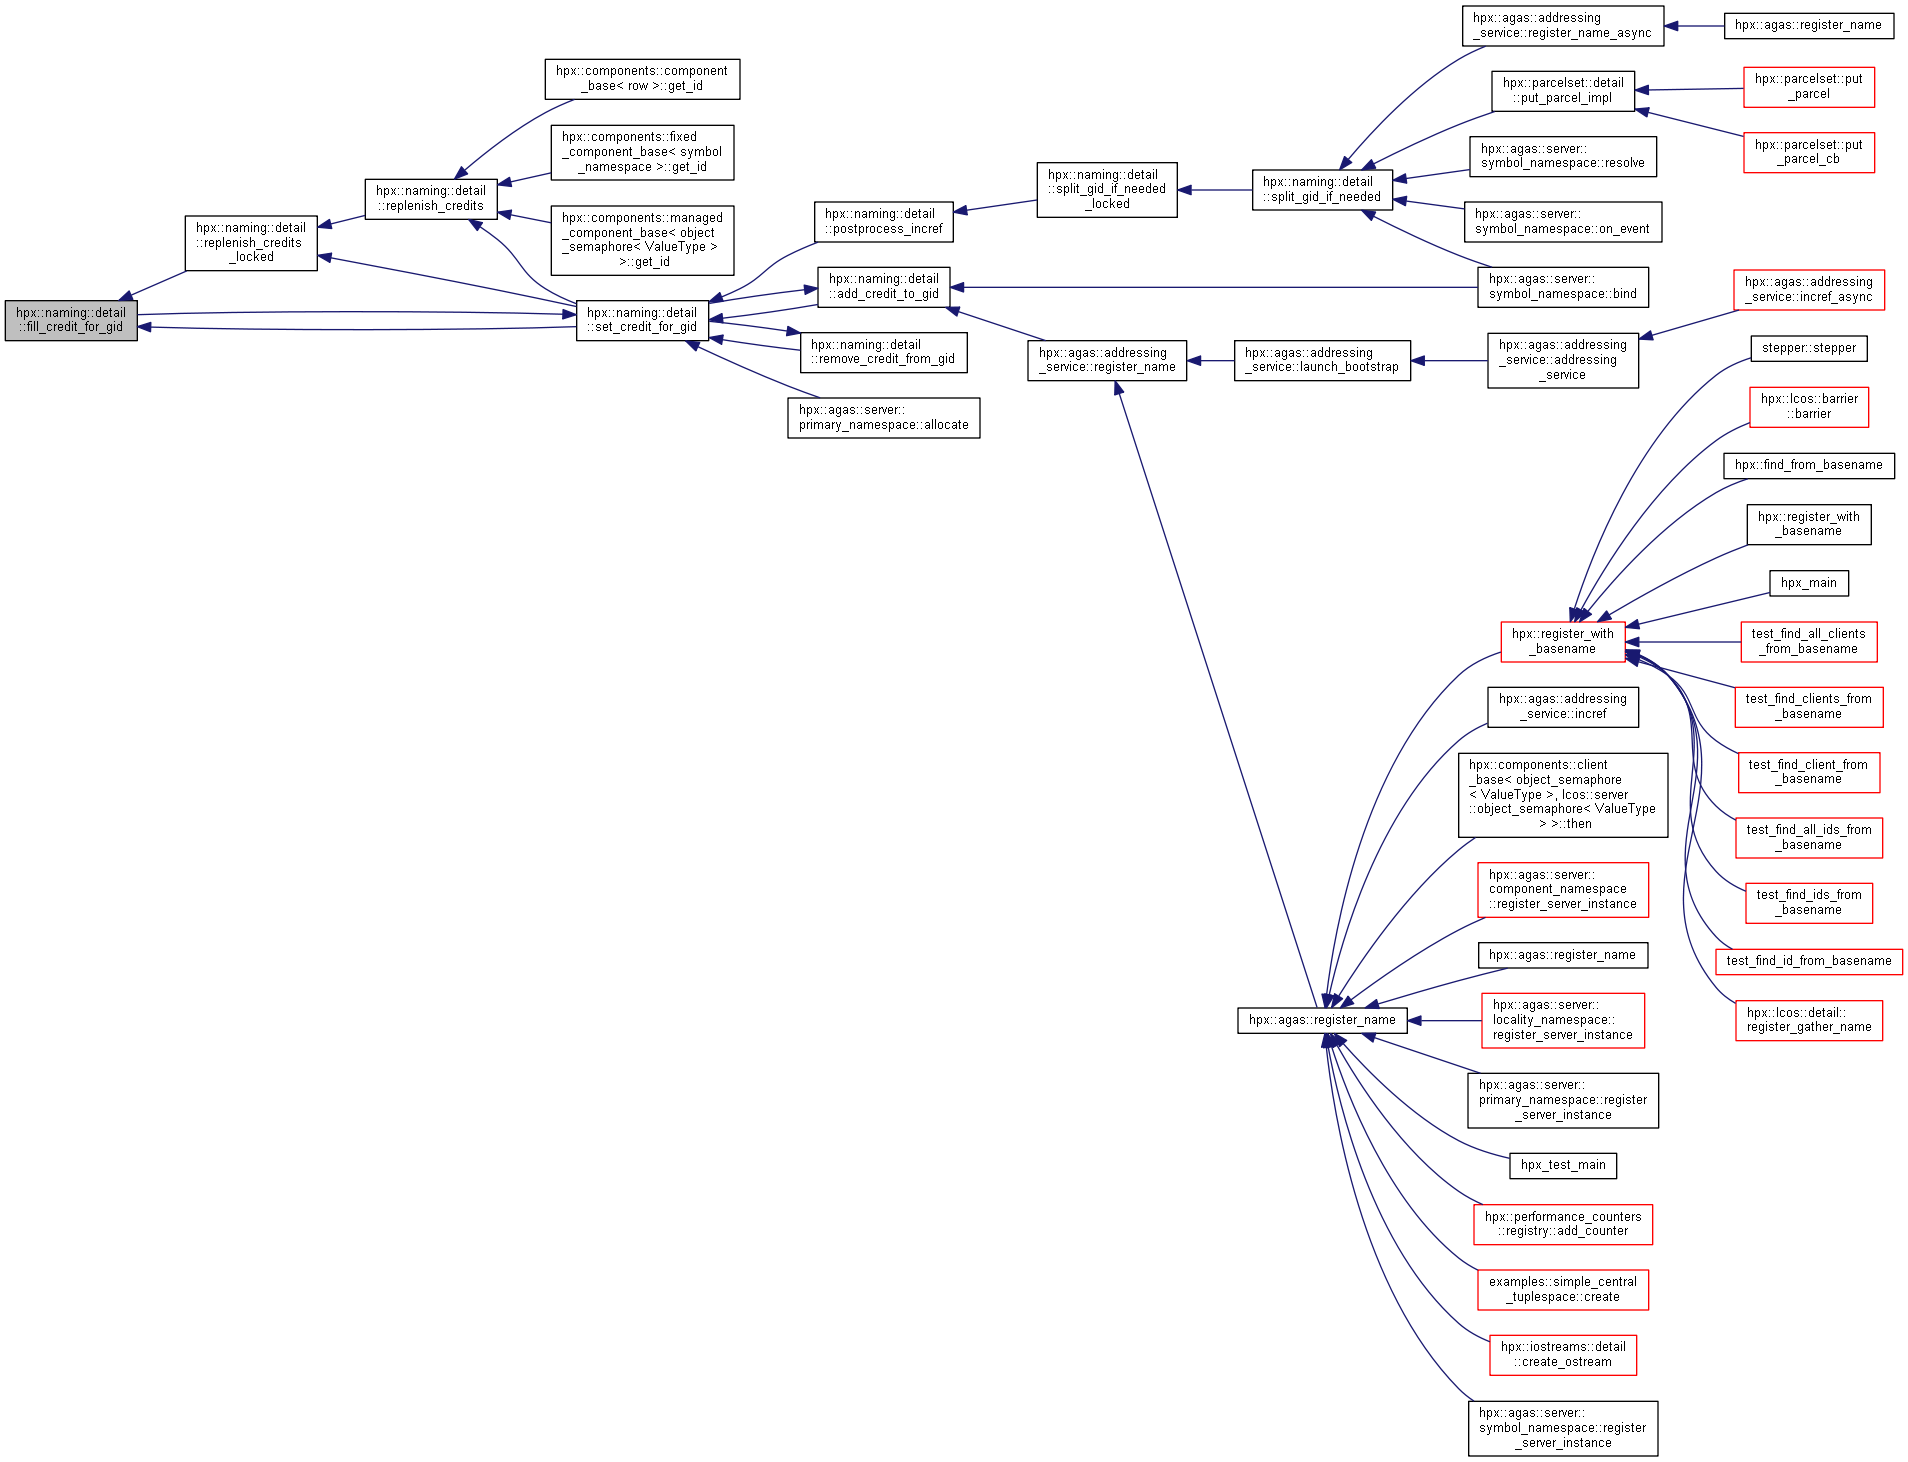 hpx::naming::detail
::fill_credit_for_gid
hpx::naming::detail
::replenish_credits
_locked
hpx::naming::detail
::replenish_credits
hpx::components::component
_base< row >::get_id
hpx::components::fixed
_component_base< symbol
_namespace >::get_id
hpx::components::managed
_component_base< object
_semaphore< ValueType >
>::get_id
hpx::naming::detail
::set_credit_for_gid
hpx::naming::detail
::postprocess_incref
hpx::naming::detail
::add_credit_to_gid
hpx::naming::detail
::remove_credit_from_gid
hpx::agas::server::
primary_namespace::allocate
hpx::naming::detail
::split_gid_if_needed
_locked
hpx::naming::detail
::split_gid_if_needed
hpx::agas::addressing
_service::register_name_async
hpx::agas::register_name
hpx::parcelset::detail
::put_parcel_impl
hpx::parcelset::put
_parcel
hpx::parcelset::put
_parcel_cb
hpx::agas::server::
symbol_namespace::resolve
hpx::agas::server::
symbol_namespace::on_event
hpx::agas::server::
symbol_namespace::bind
hpx::agas::addressing
_service::register_name
hpx::agas::addressing
_service::launch_bootstrap
hpx::agas::addressing
_service::addressing
_service
hpx::agas::addressing
_service::incref_async
hpx::agas::register_name
hpx::register_with
_basename
stepper::stepper
hpx::lcos::barrier
::barrier
hpx::find_from_basename
hpx::register_with
_basename
hpx_main
test_find_all_clients
_from_basename
test_find_clients_from
_basename
test_find_client_from
_basename
test_find_all_ids_from
_basename
test_find_ids_from
_basename
test_find_id_from_basename
hpx::lcos::detail::
register_gather_name
hpx::agas::addressing
_service::incref
hpx::components::client
_base< object_semaphore
< ValueType >, lcos::server
::object_semaphore< ValueType
> >::then
hpx::agas::server::
component_namespace
::register_server_instance
hpx::agas::register_name
hpx::agas::server::
locality_namespace::
register_server_instance
hpx::agas::server::
primary_namespace::register
_server_instance
hpx_test_main
hpx::performance_counters
::registry::add_counter
examples::simple_central
_tuplespace::create
hpx::iostreams::detail
::create_ostream
hpx::agas::server::
symbol_namespace::register
_server_instance